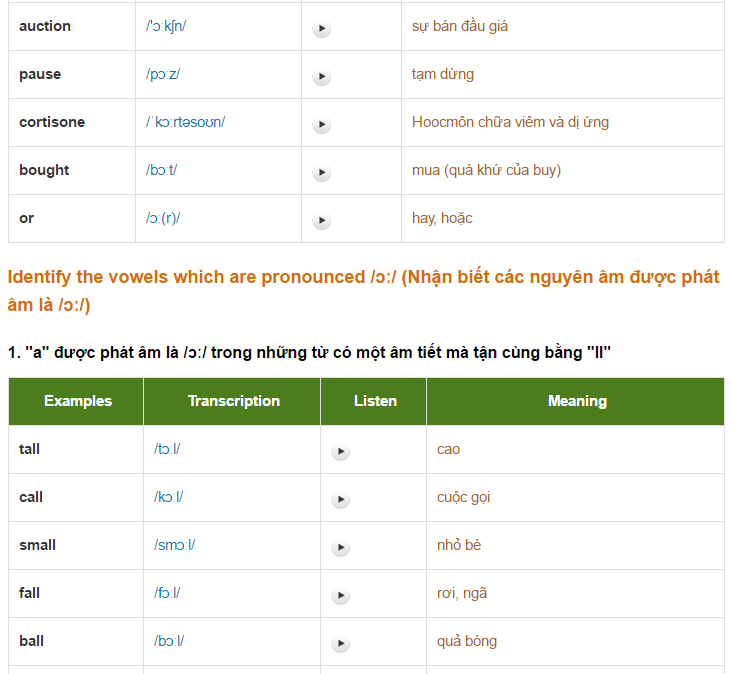 auction /'ɔːkʃn/ sự bán đầu giá
pause /pɔːz/ tạm dừng
cortisone /ˈkɔːrtəsoʊn/ Hoocmôn chữa viêm và dị ứng
bought /bɔːt/ mua (quá khứ của buy)
or /ɔː(r)/ hay, hoặc
Identify the vowels which are pronounced /ɔː/ (Nhận biết các nguyên âm được phát
âm là /ɔː/)
1. "a" được phát âm là /ɔː/ trong những từ có một âm tiết mà tận cùng bằng "ll"
Examples Transcription Listen Meaning
tall /tɔːl/ cao
call /kɔːl/ cuộc gọi
small /smɔːl/ nhỏ bé
fall /fɔːl/ rơi, ngã
ball /bɔːl/ quả bóng